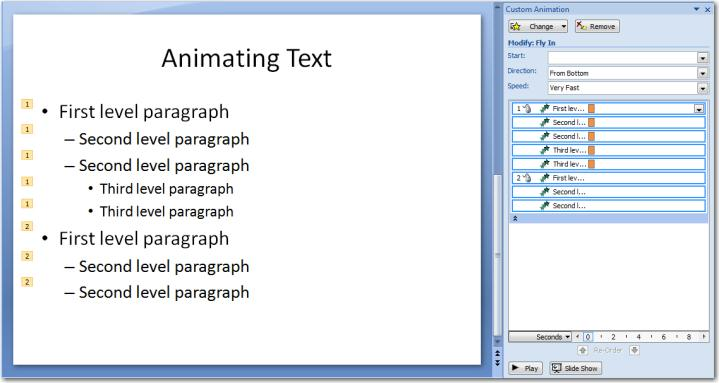 Animating Text
1 • First level paragraph
1 – Second level paragraph
1 – Second level paragraph
1 • Third level paragraph
1 • Third level paragraph
2 • First level paragraph
2 – Second level paragraph
2 – Second level paragraph
Custom Animation
Change Remove
Modify: Fly In
Start:
Direction: From Bottom
Speed: Very Fast
1 First lev...
Second l...
Second l...
Third lev...
Third lev...
2 First lev...
Second l...
Second l...
Seconds 0 2 4 6 8
Re-Order
Play Slide Show